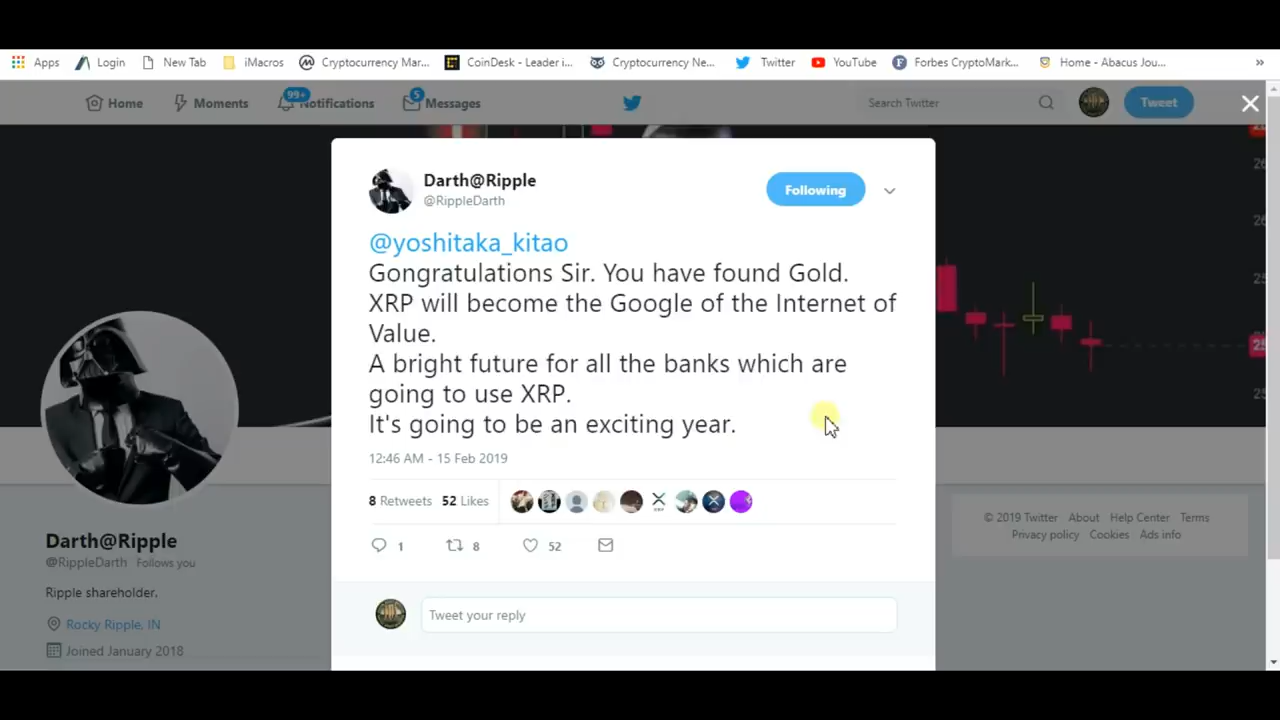 Apps
Login
New Tab
iMacros
Cryptocurrency Mar...
CoinDesk - Leader i...
Cryptocurrency Ne...
Twitter
YouTube
Forbes CryptoMark...
Home - Abacus Jou...
»
Home
Moments
99+
Notifications
5
Messages
Search Twitter
Tweet
Darth@Ripple
@RippleDarth
Following
@yoshitaka_kitao
Gongratulations Sir. You have found Gold.
XRP will become the Google of the Internet of
Value.
A bright future for all the banks which are
going to use XRP.
It's going to be an exciting year.
12:46 AM - 15 Feb 2019
8 Retweets 52 Likes
1
8
52
Tweet your reply
Darth@Ripple
@RippleDarth Follows you
Ripple shareholder.
Rocky Ripple, IN
Joined January 2018
© 2019 Twitter About Help Center Terms
Privacy policy Cookies Ads info